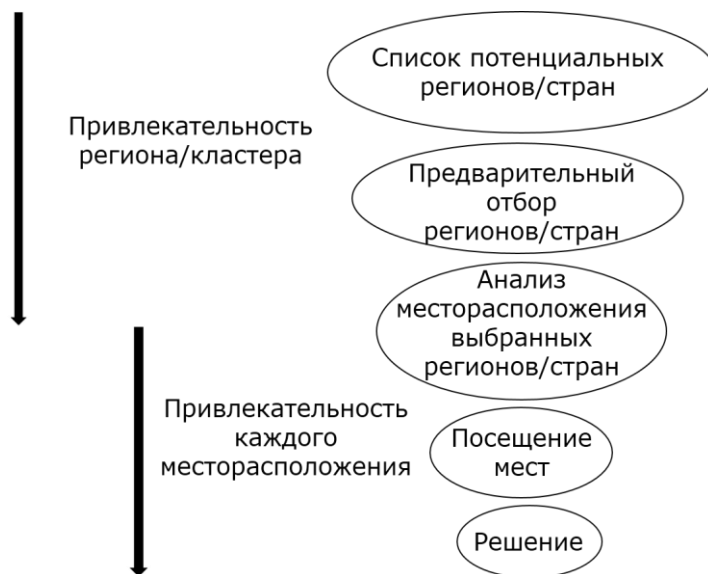 Список потенциальных
регионов/стран
Привлекательность
региона/кластера
Предварительный
отбор
регионов/стран
Анализ
месторасположения
выбранных
регионов/стран
Привлекательность
каждого
месторасположения
Посещение
мест
Решение